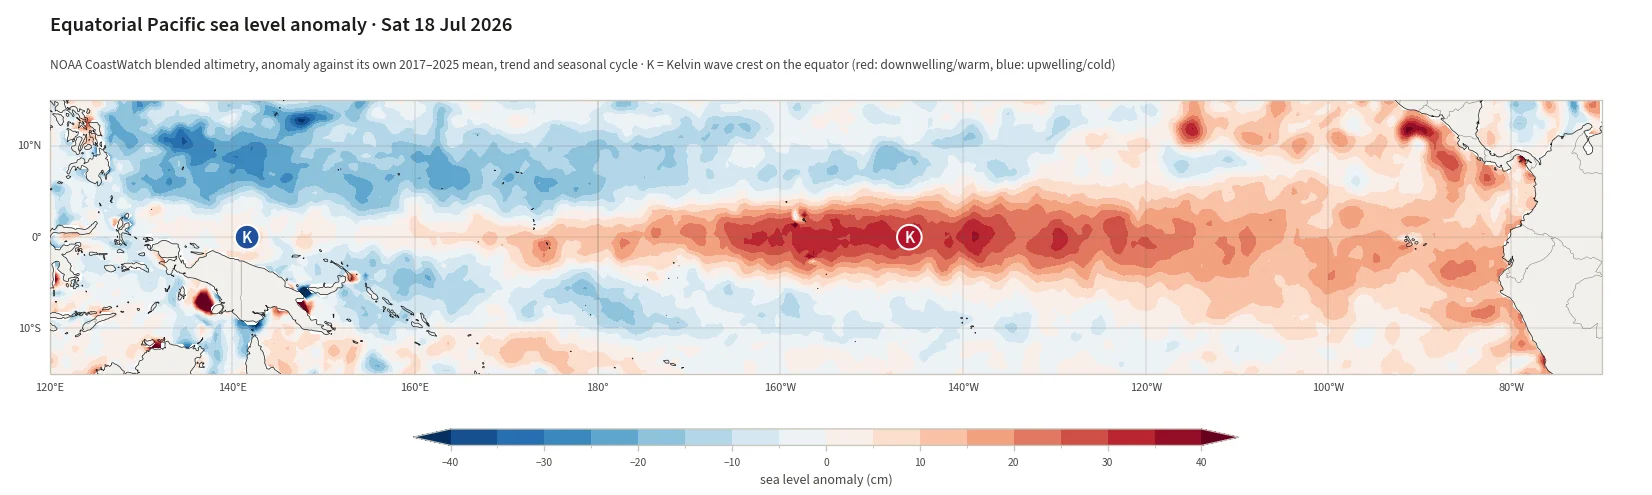 Equatorial Pacific sea level anomaly · Sat 18 Jul 2026
NOAA CoastWatch blended altimetry, anomaly against its own 2017–2025 mean, trend and seasonal cycle · K = Kelvin wave crest on the equator (red: downwelling/warm, blue: upwelling/cold)
10°N
0°
K
K
10°S
120°E 140°E 160°E 180° 160°W 140°W 120°W 100°W 80°W
−40 −30 −20 −10 0 10 20 30 40
sea level anomaly (cm)